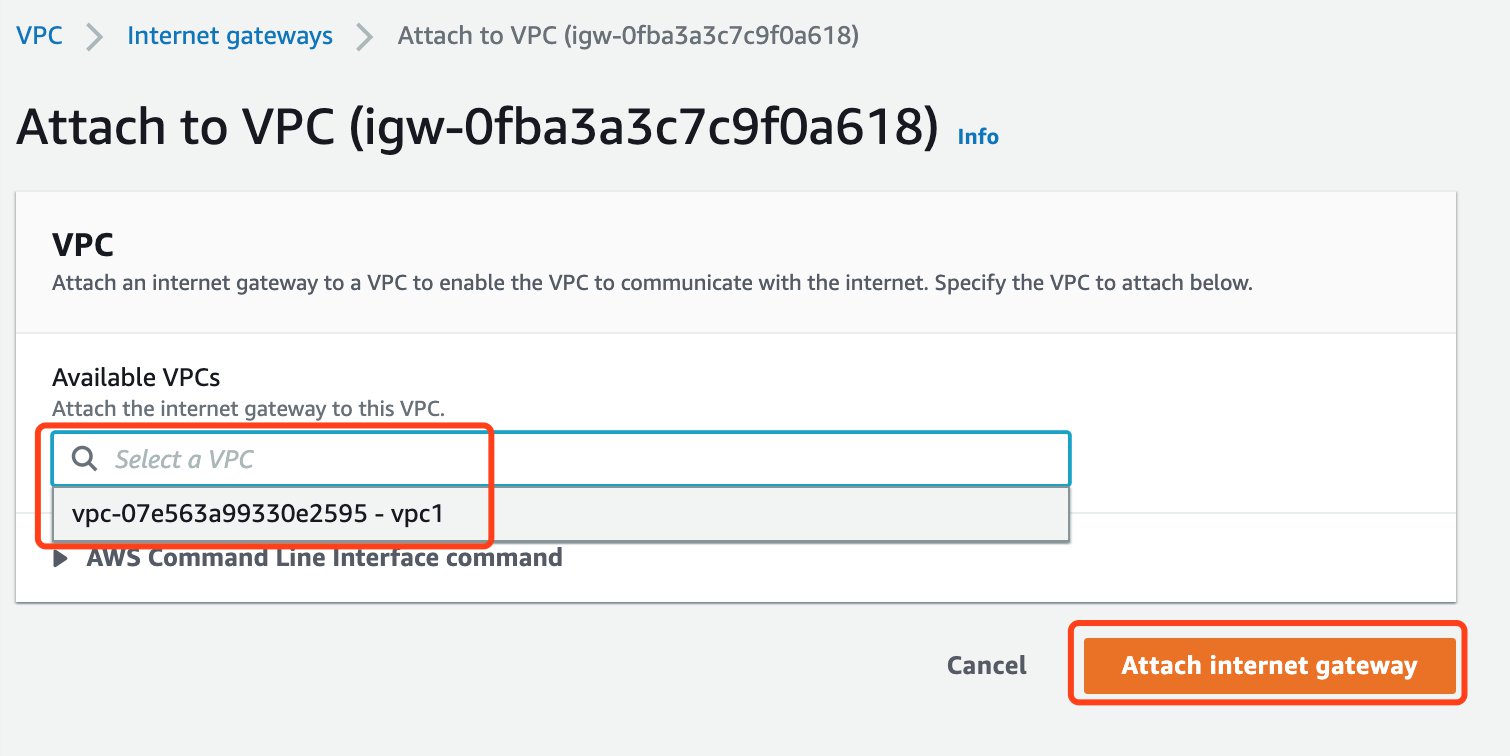 VPC > Internet gateways > Attach to VPC (igw-0fba3a3c7c9f0a618)
Attach to VPC (igw-0fba3a3c7c9f0a618) Info
VPC
Attach an internet gateway to a VPC to enable the VPC to communicate with the internet. Specify the VPC to attach below.
Available VPCs
Attach the internet gateway to this VPC.
Select a VPC
vpc-07e563a99330e2595 - vpc1
AWS Command Line Interface command
Cancel Attach internet gateway